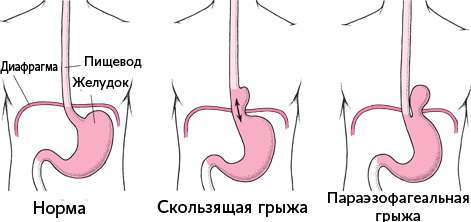 Диафрагма
Пищевод
Желудок
Норма
Скользящая грыжа
Параэзофагеальная
грыжа